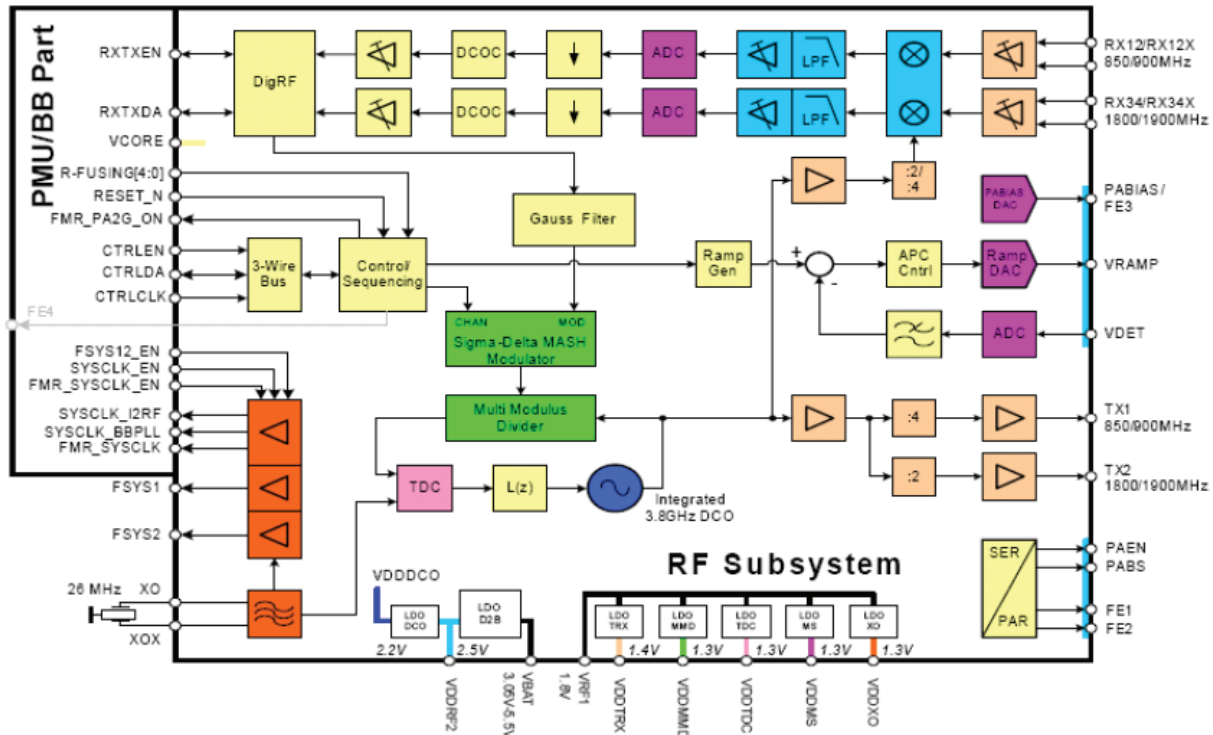 PMU/BB Part
RXTXEN
RXTXDA
VCORE
R-FUSING[4:0]
RESET_N
FMR_PA2G_ON
CTRLEN
CTRLDA
CTRLCLK
FE4
FSYS12_EN
SYSCLK_EN
FMR_SYSCLK_EN
SYSCLK_I2RF
SYSCLK_BBPLL
FMR_SYSCLK
FSYS1
FSYS2
26 MHz
XO
XOX
DigRF
DCOC
ADC
LPF
DCOC
ADC
LPF
RX12/RX12X
850/900MHz
RX34/RX34X
1800/1900MHz
:2/
:4
Gauss Filter
3-Wire
Bus
Control/
Sequencing
Ramp
Gen
+
-
APC
Cntrl
PABIAS
DAC
Ramp
DAC
ADC
PABIAS/
FE3
VRAMP
VDET
CHAN
MOD
Sigma-Delta MASH
Modulator
Multi Modulus
Divider
TDC
L(z)
Integrated
3.8GHz DCO
:4
:2
TX1
850/900MHz
TX2
1800/1900MHz
RF Subsystem
SER
PAR
PAEN
PABS
FE1
FE2
VDDDCO
LDO
DCO
LDO
D2B
LDO
TRX
LDO
MMD
LDO
TDC
LDO
MS
LDO
XO
2.2V
2.5V
1.4V
1.3V
1.3V
1.3V
1.3V
VDDRF2
VBAT
3.05V-5.5V
VRF1
1.8V
VDDTRX
VDDMMD
VDDTDC
VDDMS
VDDXO